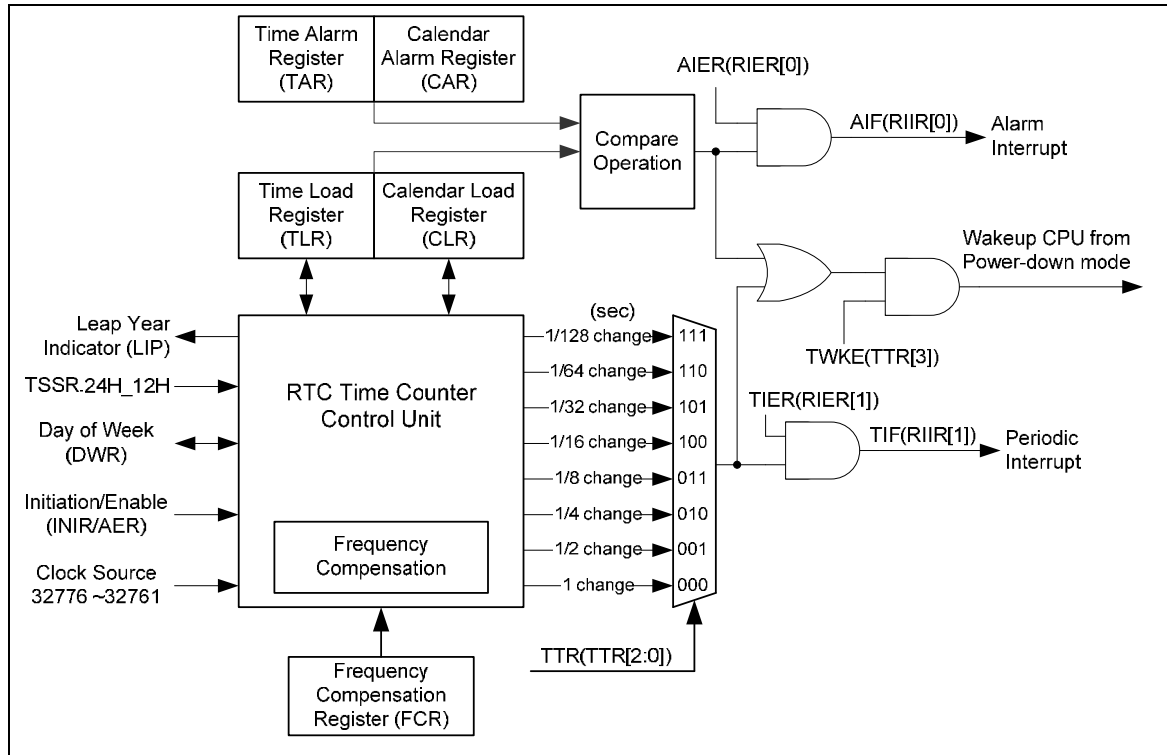 Time Alarm
Register
(TAR)
Calendar
Alarm Register
(CAR)
AIER(RIER[0])
Compare
Operation
AIF(RIIR[0])
Alarm
Interrupt
Time Load
Register
(TLR)
Calendar Load
Register
(CLR)
Wakeup CPU from
Power-down mode
TWKE(TTR[3])
Leap Year
Indicator (LIP)
TSSR.24H_12H
Day of Week
(DWR)
Initiation/Enable
(INIR/AER)
Clock Source
32776 ~32761
RTC Time Counter
Control Unit
Frequency
Compensation
(sec)
1/128 change
111
1/64 change
110
1/32 change
101
1/16 change
100
1/8 change
011
1/4 change
010
1/2 change
001
1 change
000
TIER(RIER[1])
TIF(RIIR[1])
Periodic
Interrupt
TTR(TTR[2:0])
Frequency
Compensation
Register (FCR)